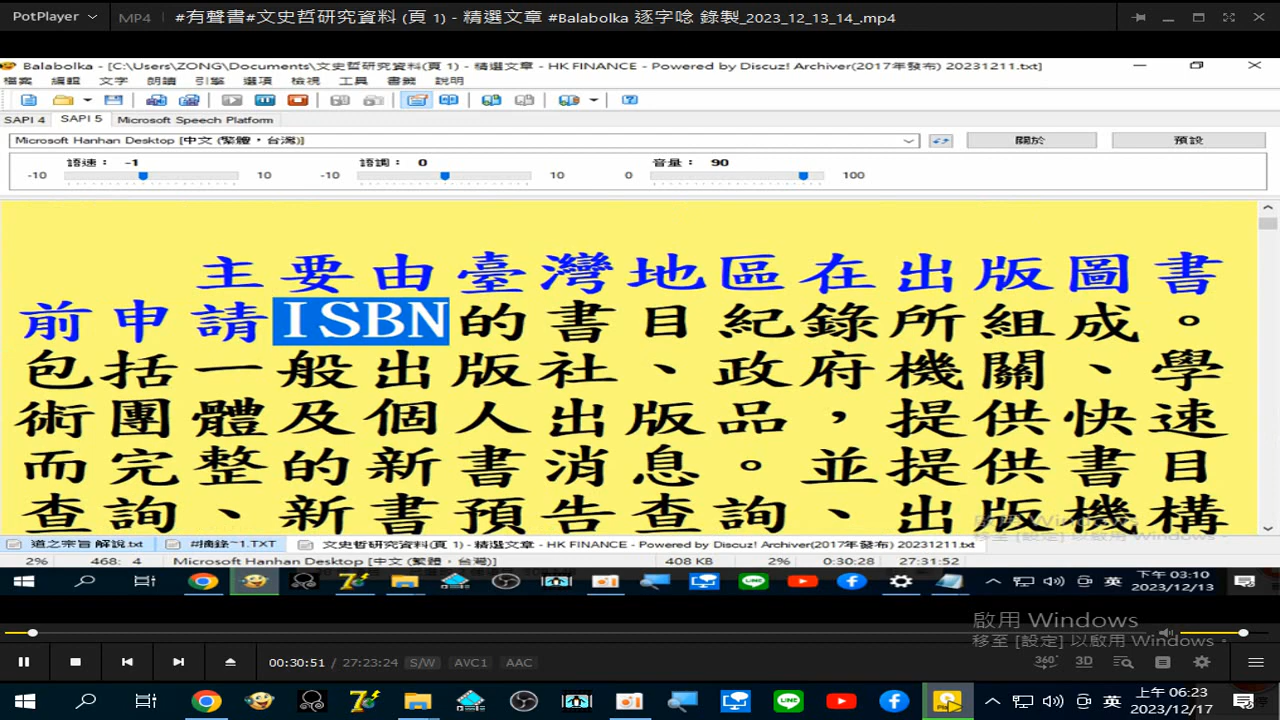 PotPlayer MP4 #有聲書#文史哲研究資料 (頁 1) - 精選文章 #Balabolka 逐字唸 錄製_2023_12_13_14_.mp4
Balabolka - [C:\Users\ZONG\Documents\文史哲研究資料(頁 1) - 精選文章 - HK FINANCE - Powered by Discuz! Archiver(2017年發布) 20231211.txt]
檔案 編輯 文字 朗讀 引擎 選項 檢視 工具 書籤 說明
SAPI 4 SAPI 5 Microsoft Speech Platform
Microsoft Hanhan Desktop [中文 (繁體，台灣)] 關於 預設
語速： -1 語調： 0 音量： 90
-10 10 -10 10 0 100
主要由臺灣地區在出版圖書
前申請ISBN的書目紀錄所組成。
包括一般出版社、政府機關、學
術團體及個人出版品，提供快速
而完整的新書消息。並提供書目
查詢、新書預告查詢、出版機構
道之宗旨 解說.txt #摘錄~1.TXT 文史哲研究資料(頁 1) - 精選文章 - HK FINANCE - Powered by Discuz! Archiver(2017年發布) 20231211.txt
2% 468: 4 Microsoft Hanhan Desktop [中文 (繁體，台灣)] 408 KB 2% 0:30:28 27:31:52
英 下午 03:10
2023/12/13
啟用 Windows
移至 [設定] 以啟用 Windows。
00:30:51 / 27:23:24 S/W AVC1 AAC 360° 3D
英 上午 06:23
2023/12/17